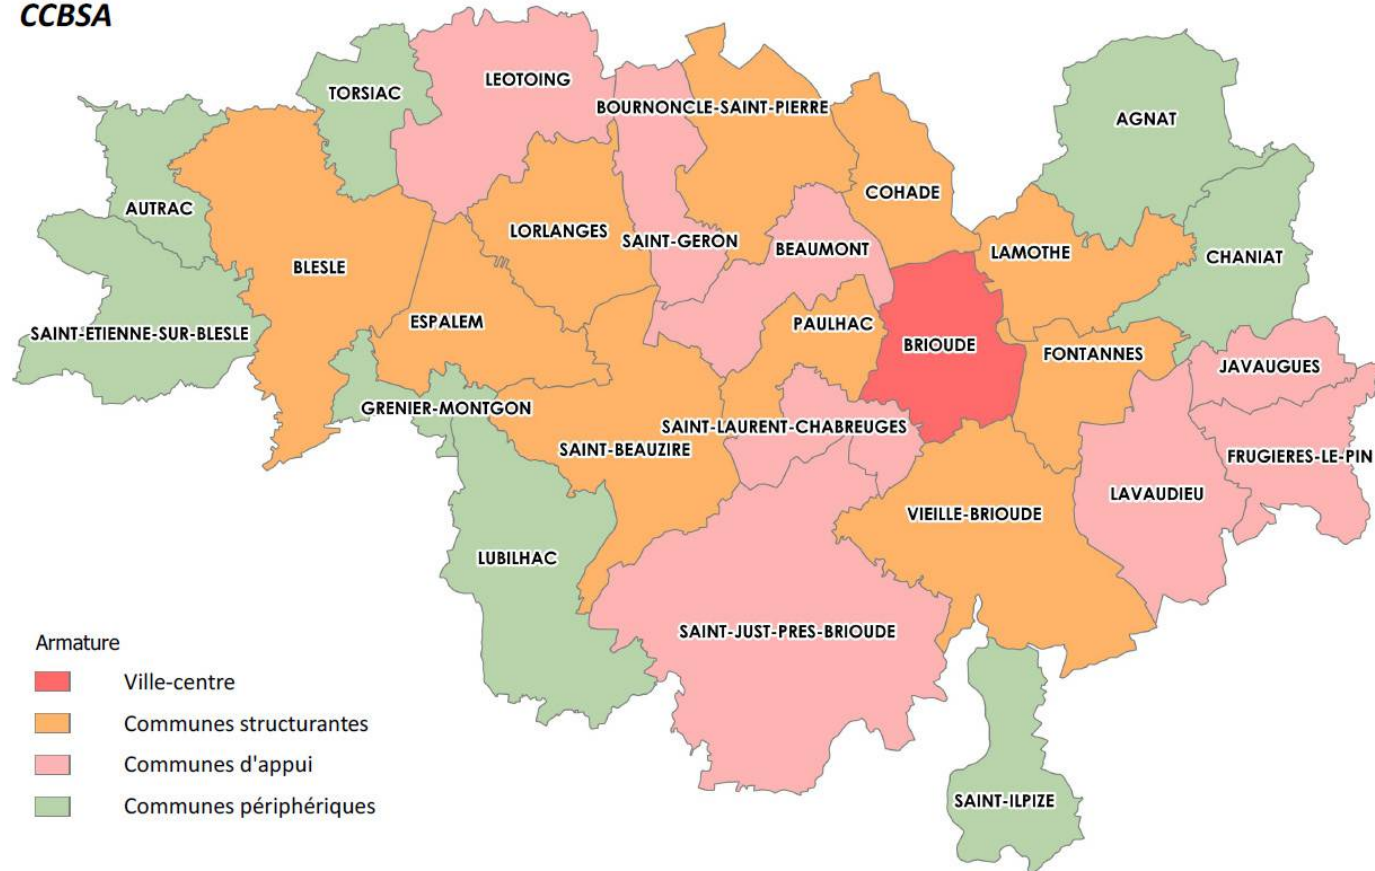 CCBSA
LEOTOING
TORSIAC
BOURNONCLE-SAINT-PIERRE
AGNAT
COHADE
AUTRAC
LORLANGES
SAINT-GERON
BEAUMONT
LAMOTHE
CHANIAT
BLESLE
SAINT-ETIENNE-SUR-BLESLE
ESPALEM
PAULHAC
BRIOUDE
FONTANNES
JAVAUGUES
GRENIER-MONTGON
SAINT-LAURENT-CHABREUGES
SAINT-BEAUZIRE
FRUGIERES-LE-PIN
LAVAUDIEU
VIEILLE-BRIOUDE
LUBILHAC
SAINT-JUST-PRES-BRIOUDE
SAINT-ILPIZE
Armature
Ville-centre
Communes structurantes
Communes d'appui
Communes périphériques